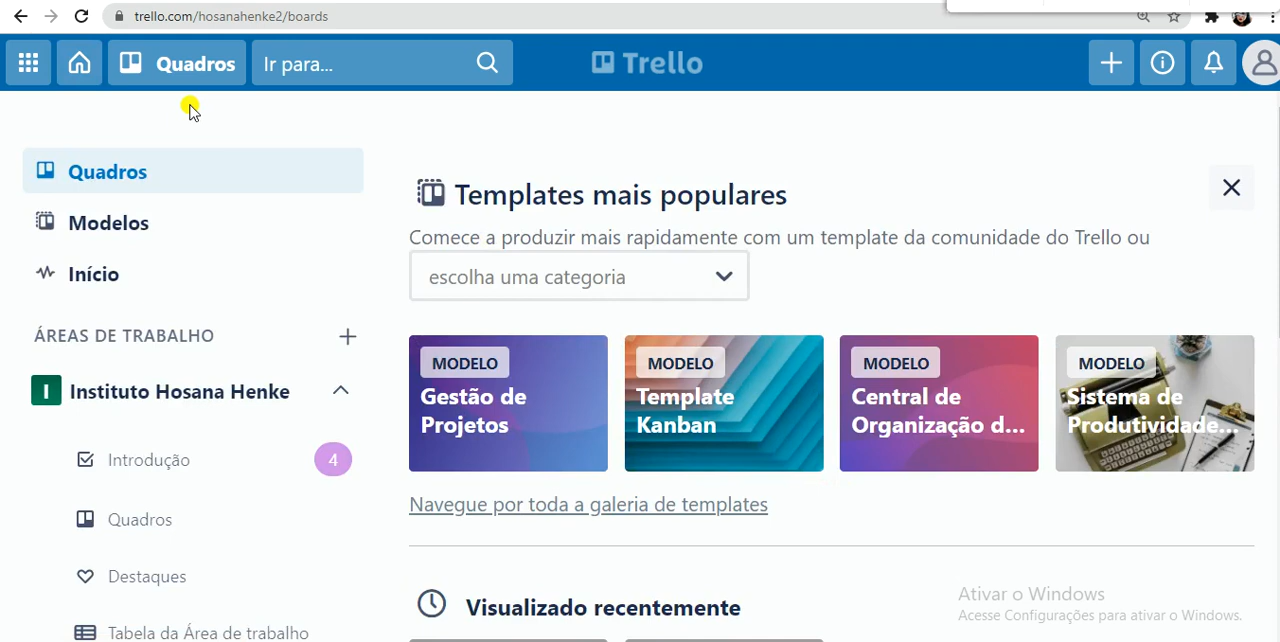 trello.com/hosanahenke2/boards
Quadros
Ir para...
Trello
Quadros
Modelos
Início
ÁREAS DE TRABALHO
I Instituto Hosana Henke
Introdução 4
Quadros
Destaques
Tabela da Área de trabalho
Templates mais populares
Comece a produzir mais rapidamente com um template da comunidade do Trello ou
escolha uma categoria
MODELO
Gestão de
Projetos
MODELO
Template
Kanban
MODELO
Central de
Organização d...
MODELO
Sistema de
Produtividade...
Navegue por toda a galeria de templates
Visualizado recentemente
Ativar o Windows
Acesse Configurações para ativar o Windows.